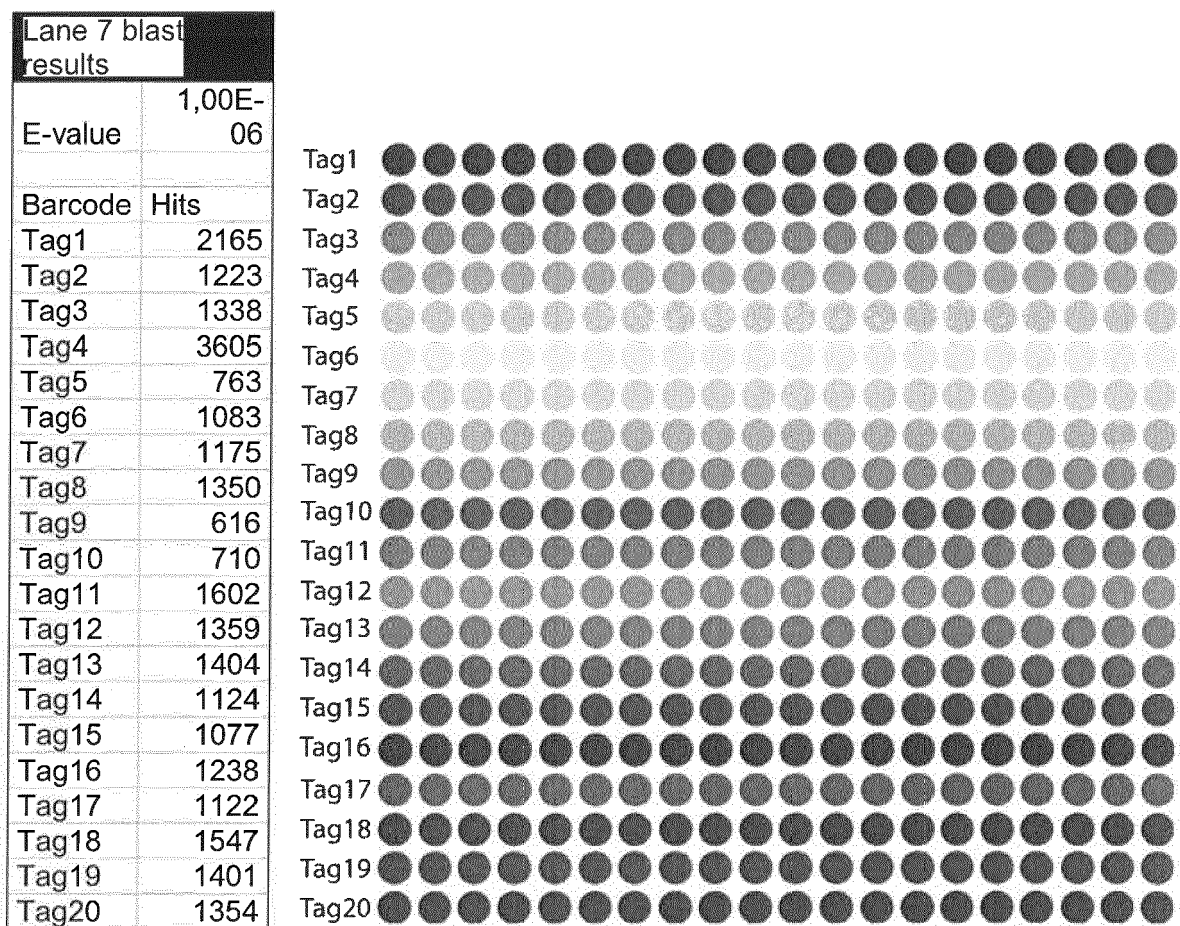 Lane 7 blast
results
1,00E-
E-value 06
Barcode Hits
Tag1 2165
Tag2 1223
Tag3 1338
Tag4 3605
Tag5 763
Tag6 1083
Tag7 1175
Tag8 1350
Tag9 616
Tag10 710
Tag11 1602
Tag12 1359
Tag13 1404
Tag14 1124
Tag15 1077
Tag16 1238
Tag17 1122
Tag18 1547
Tag19 1401
Tag20 1354
Tag1
Tag2
Tag3
Tag4
Tag5
Tag6
Tag7
Tag8
Tag9
Tag10
Tag11
Tag12
Tag13
Tag14
Tag15
Tag16
Tag17
Tag18
Tag19
Tag20